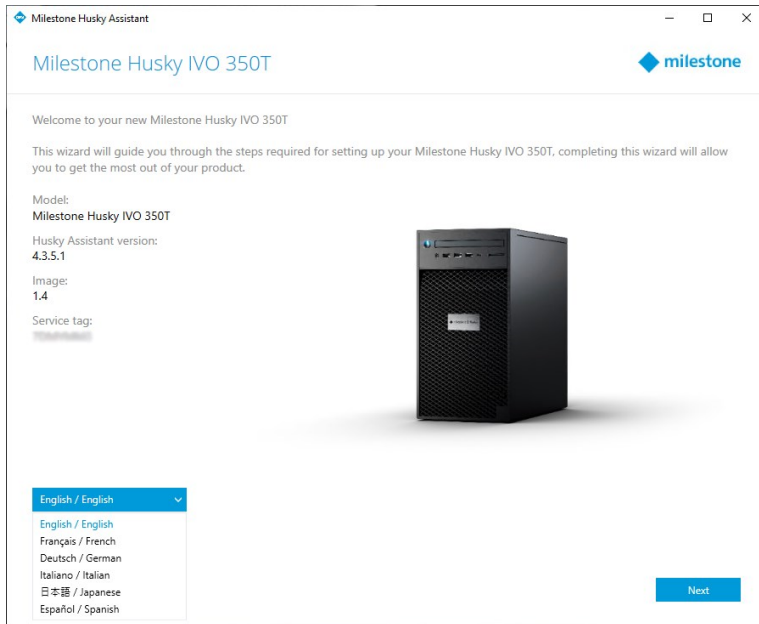 Milestone Husky Assistant
Milestone Husky IVO 350T
milestone
Welcome to your new Milestone Husky IVO 350T
This wizard will guide you through the steps required for setting up your Milestone Husky IVO 350T, completing this wizard will allow
you to get the most out of your product.
Model:
Milestone Husky IVO 350T
Husky Assistant version:
4.3.5.1
Image:
1.4
Service tag:
English / English
English / English
Français / French
Deutsch / German
Italiano / Italian
日本語 / Japanese
Español / Spanish
Next